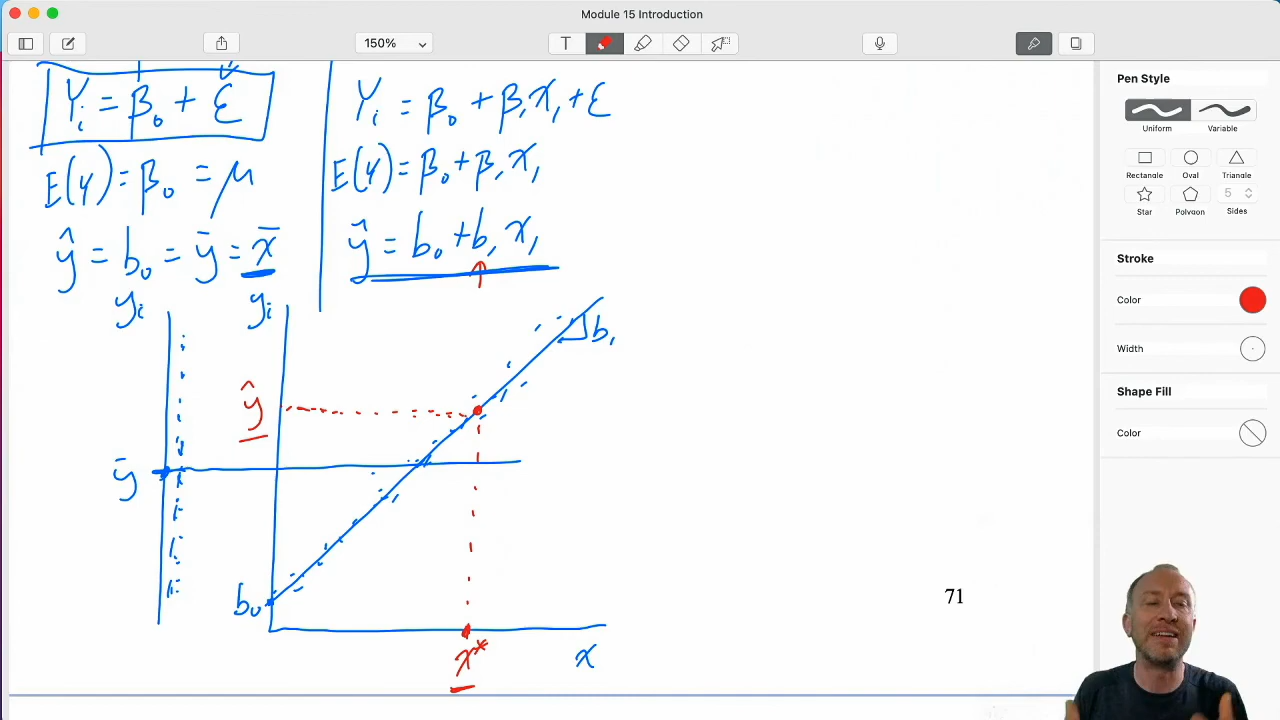 Module 15 Introduction
150%
T
Yᵢ = β₀ + ε
E(Y) = β₀ = μ
ŷ = b₀ = ȳ = x̄
Yᵢ = β₀ + β₁x₁ + ε
E(Y) = β₀ + β₁x₁
ŷ = b₀ + b₁x₁
yᵢ
yᵢ
b₁
ŷ
ȳ
b₀
x*
x
71
Pen Style
Uniform
Variable
Rectangle
Oval
Triangle
Star
Polygon
5
Sides
Stroke
Color
Width
Shape Fill
Color